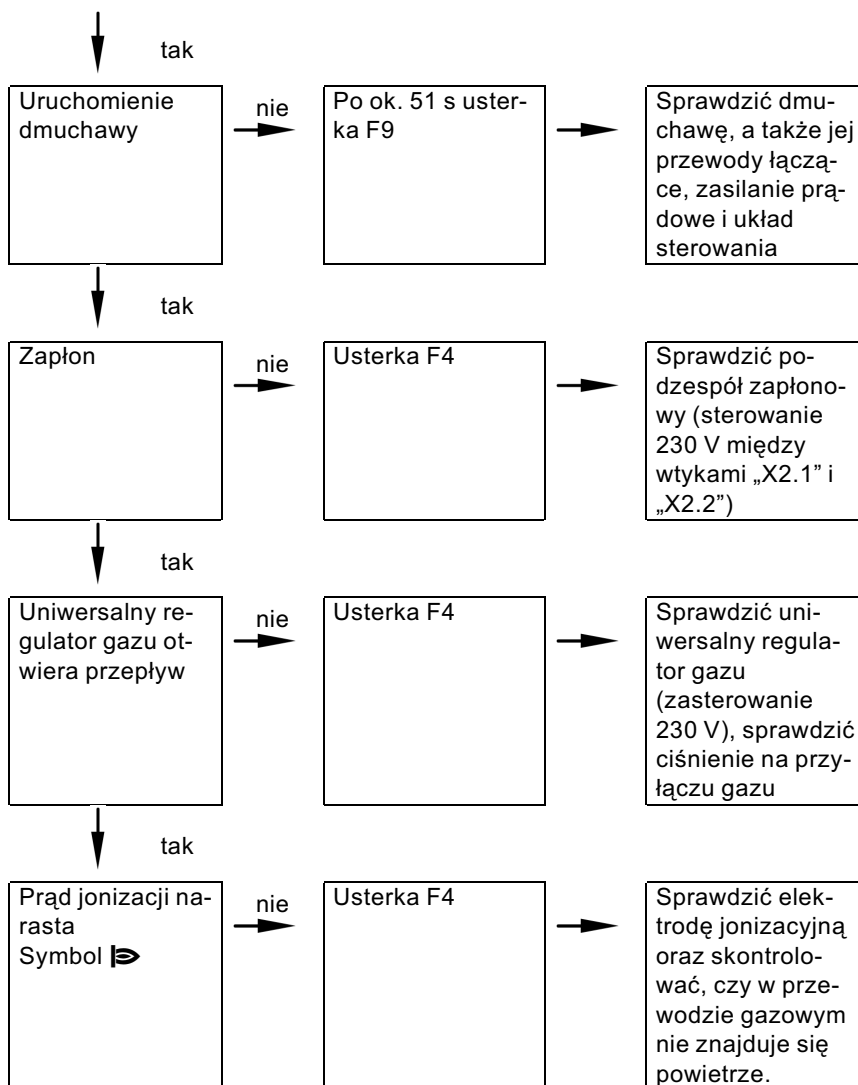 tak
Uruchomienie
dmuchawy
nie
Po ok. 51 s uster-
ka F9
Sprawdzić dmu-
chawę, a także jej
przewody łączą-
ce, zasilanie prą-
dowe i układ
sterowania
tak
Zapłon
nie
Usterka F4
Sprawdzić po-
dzespół zapłono-
wy (sterowanie
230 V między
wtykami „X2.1” i
„X2.2”)
tak
Uniwersalny re-
gulator gazu ot-
wiera przepływ
nie
Usterka F4
Sprawdzić uni-
wersalny regula-
tor gazu
(zasterowanie
230 V), sprawdzić
ciśnienie na przy-
łączu gazu
tak
Prąd jonizacji na-
rasta
Symbol
nie
Usterka F4
Sprawdzić elek-
trodę jonizacyjną
oraz skontrolo-
wać, czy w prze-
wodzie gazowym
nie znajduje się
powietrze.